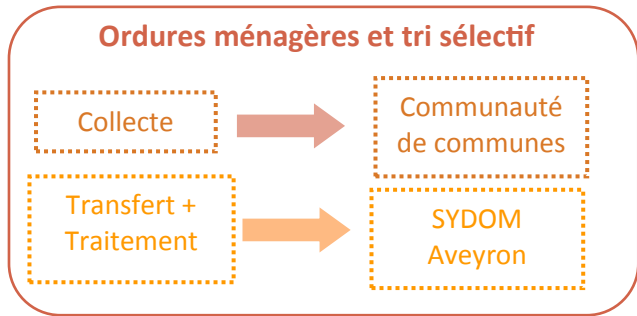 Ordures ménagères et tri sélectif
Collecte
Communauté
de communes
Transfert +
Traitement
SYDOM
Aveyron